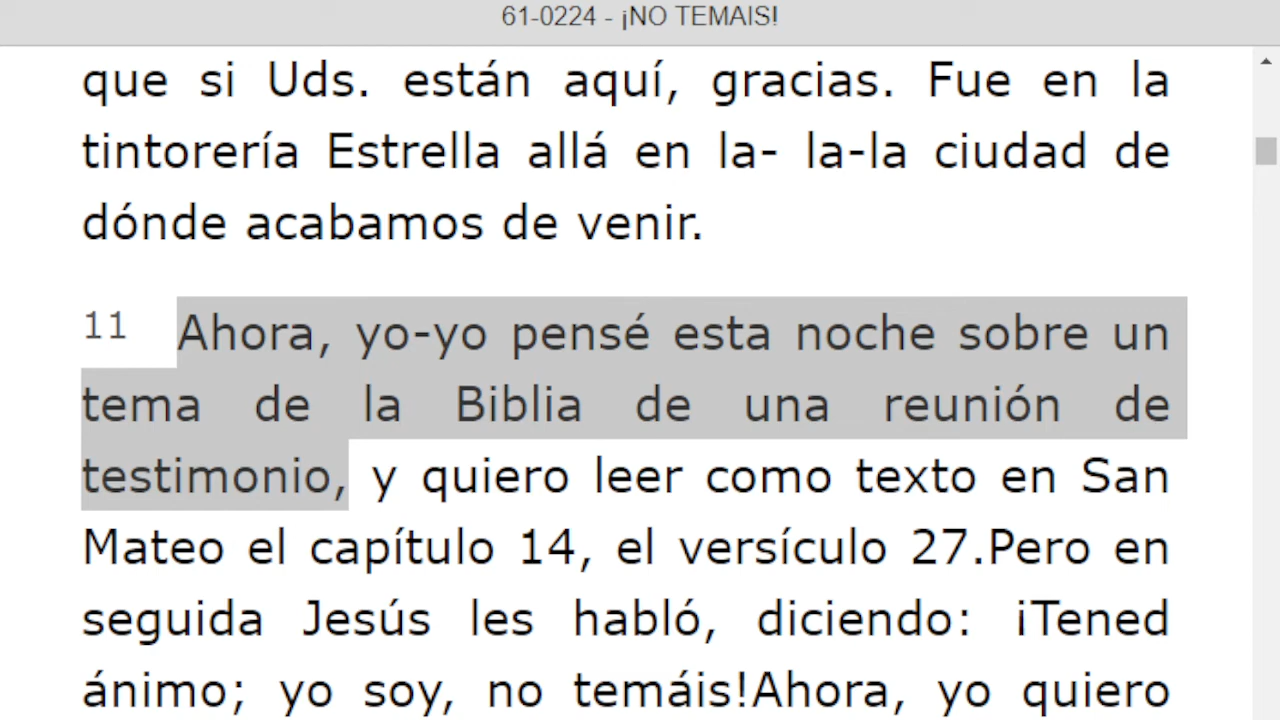 61-0224 - ¡NO TEMAIS!
que si Uds. están aquí, gracias. Fue en la
tintorería Estrella allá en la- la-la ciudad de
dónde acabamos de venir.
11 Ahora, yo-yo pensé esta noche sobre un
tema de la Biblia de una reunión de
testimonio, y quiero leer como texto en San
Mateo el capítulo 14, el versículo 27.Pero en
seguida Jesús les habló, diciendo: ¡Tened
ánimo; yo soy, no temáis!Ahora, yo quiero